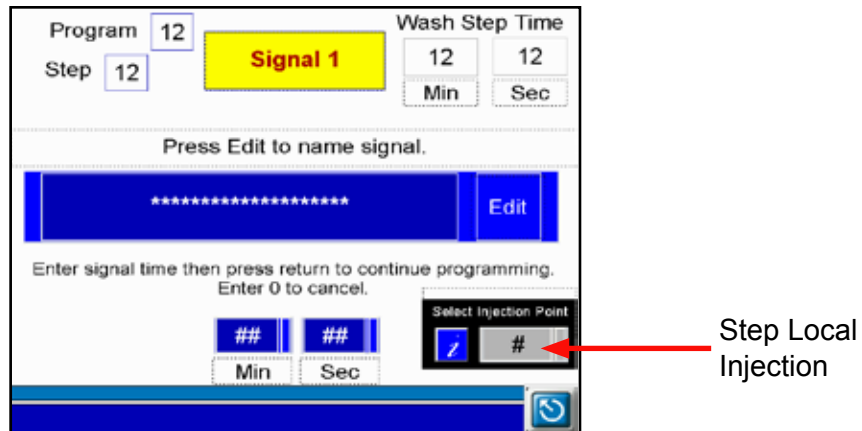 Program 12
Step 12
Signal 1
Wash Step Time
12 12
Min Sec
Press Edit to name signal.
******************** Edit
Enter signal time then press return to continue programming.
Enter 0 to cancel.
Select Injection Point
## ## i #
Min Sec
Step Local
Injection